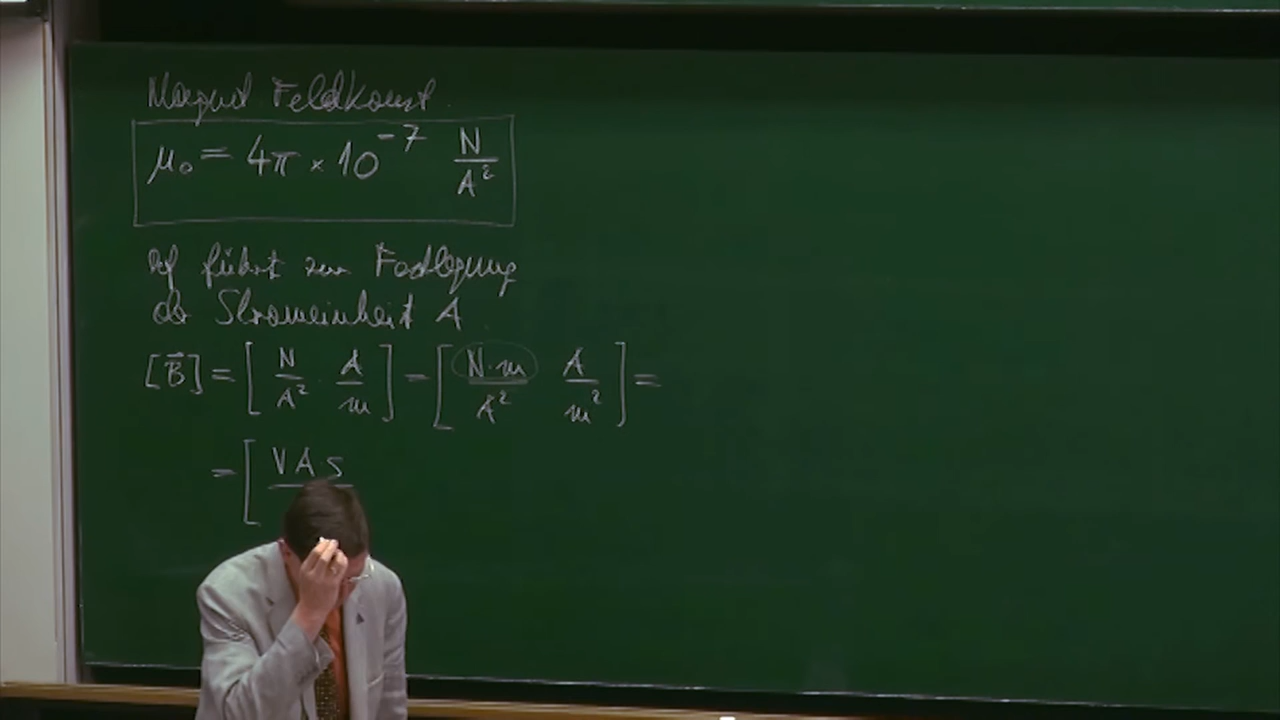 Magnet Feldkonst.
μ₀ = 4π × 10⁻⁷ N/A²
Def führt zur Festlegung
der Stromeinheit A
[B⃗] = [N/A² · A/m] = [N·m/A² A/m²] =
= [VAs